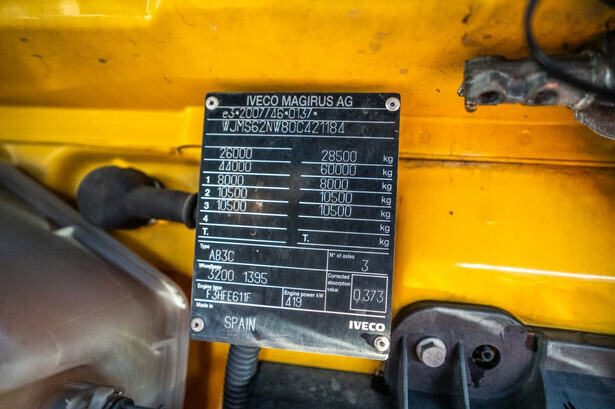 IVECO MAGIRUS AG
e3*2007/46*0137*
WJMS62NW80C421184
26000 28500 kg
44000 60000 kg
1 8000 8000 kg
2 10500 10500 kg
3 10500 10500 kg
4 kg
T. T. kg
Type AB3C N° of axles 3
Wheelbase 3200 1395 Corrected absorption value 0.373
Engine type F3HFE611F Engine power kW 419
Made in SPAIN IVECO